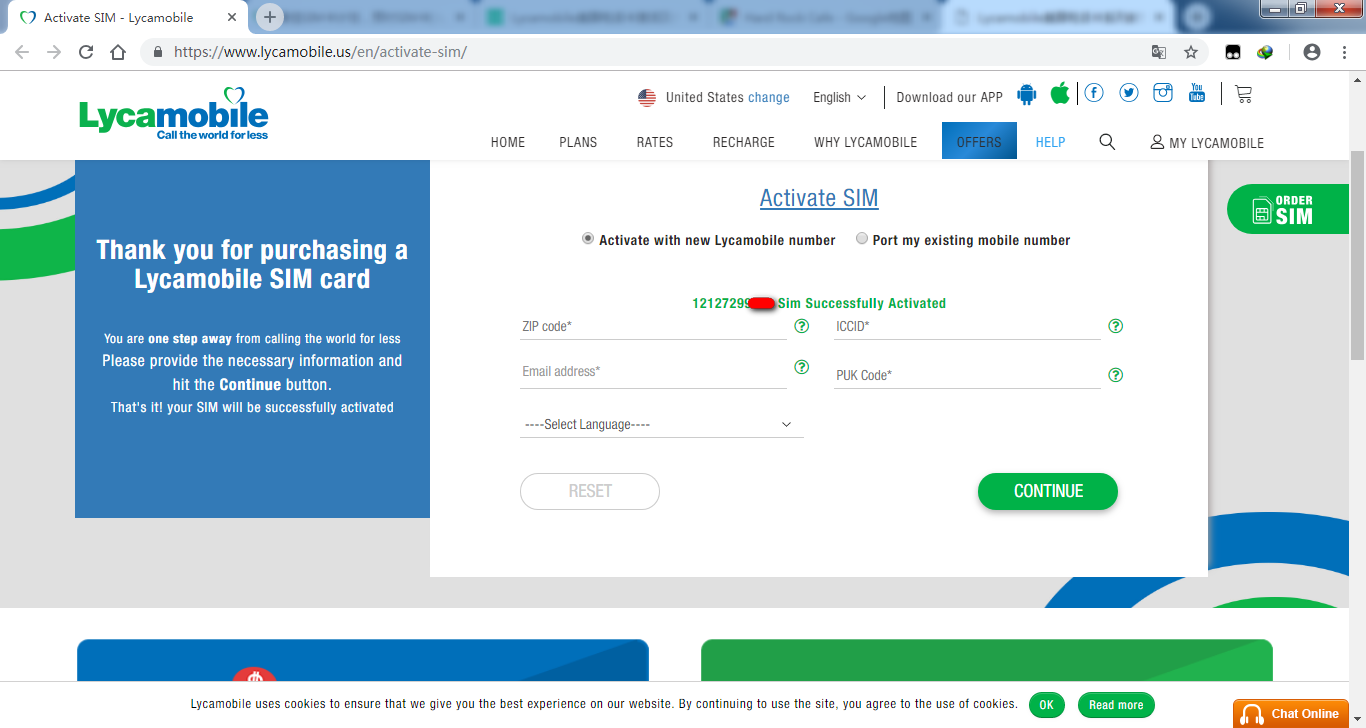 Activate SIM - Lycamobile
https://www.lycamobile.us/en/activate-sim/
Lycamobile
Call the world for less
United States change
English
Download our APP
You Tube
HOME
PLANS
RATES
RECHARGE
WHY LYCAMOBILE
OFFERS
HELP
MY LYCAMOBILE
ORDER
SIM
Thank you for purchasing a
Lycamobile SIM card
You are one step away from calling the world for less
Please provide the necessary information and
hit the Continue button.
That's it! your SIM will be successfully activated
Activate SIM
Activate with new Lycamobile number
Port my existing mobile number
12127299 Sim Successfully Activated
ZIP code*
ICCID*
Email address*
PUK Code*
----Select Language----
RESET
CONTINUE
Lycamobile uses cookies to ensure that we give you the best experience on our website. By continuing to use the site, you agree to the use of cookies.
OK
Read more
Chat Online